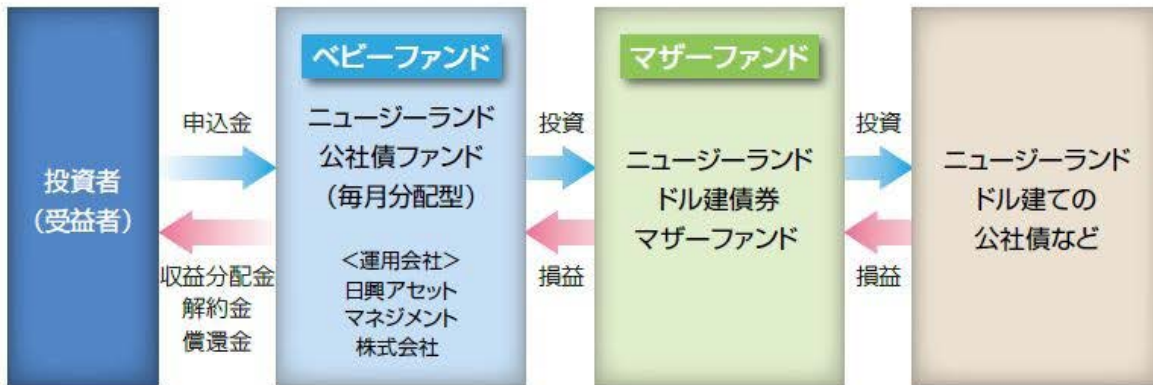 投資者
（受益者）
申込金
収益分配金
解約金
償還金
ベビーファンド
ニュージーランド
公社債ファンド
（毎月分配型）
＜運用会社＞
日興アセット
マネジメント
株式会社
投資
損益
マザーファンド
ニュージーランド
ドル建債券
マザーファンド
投資
損益
ニュージーランド
ドル建ての
公社債など